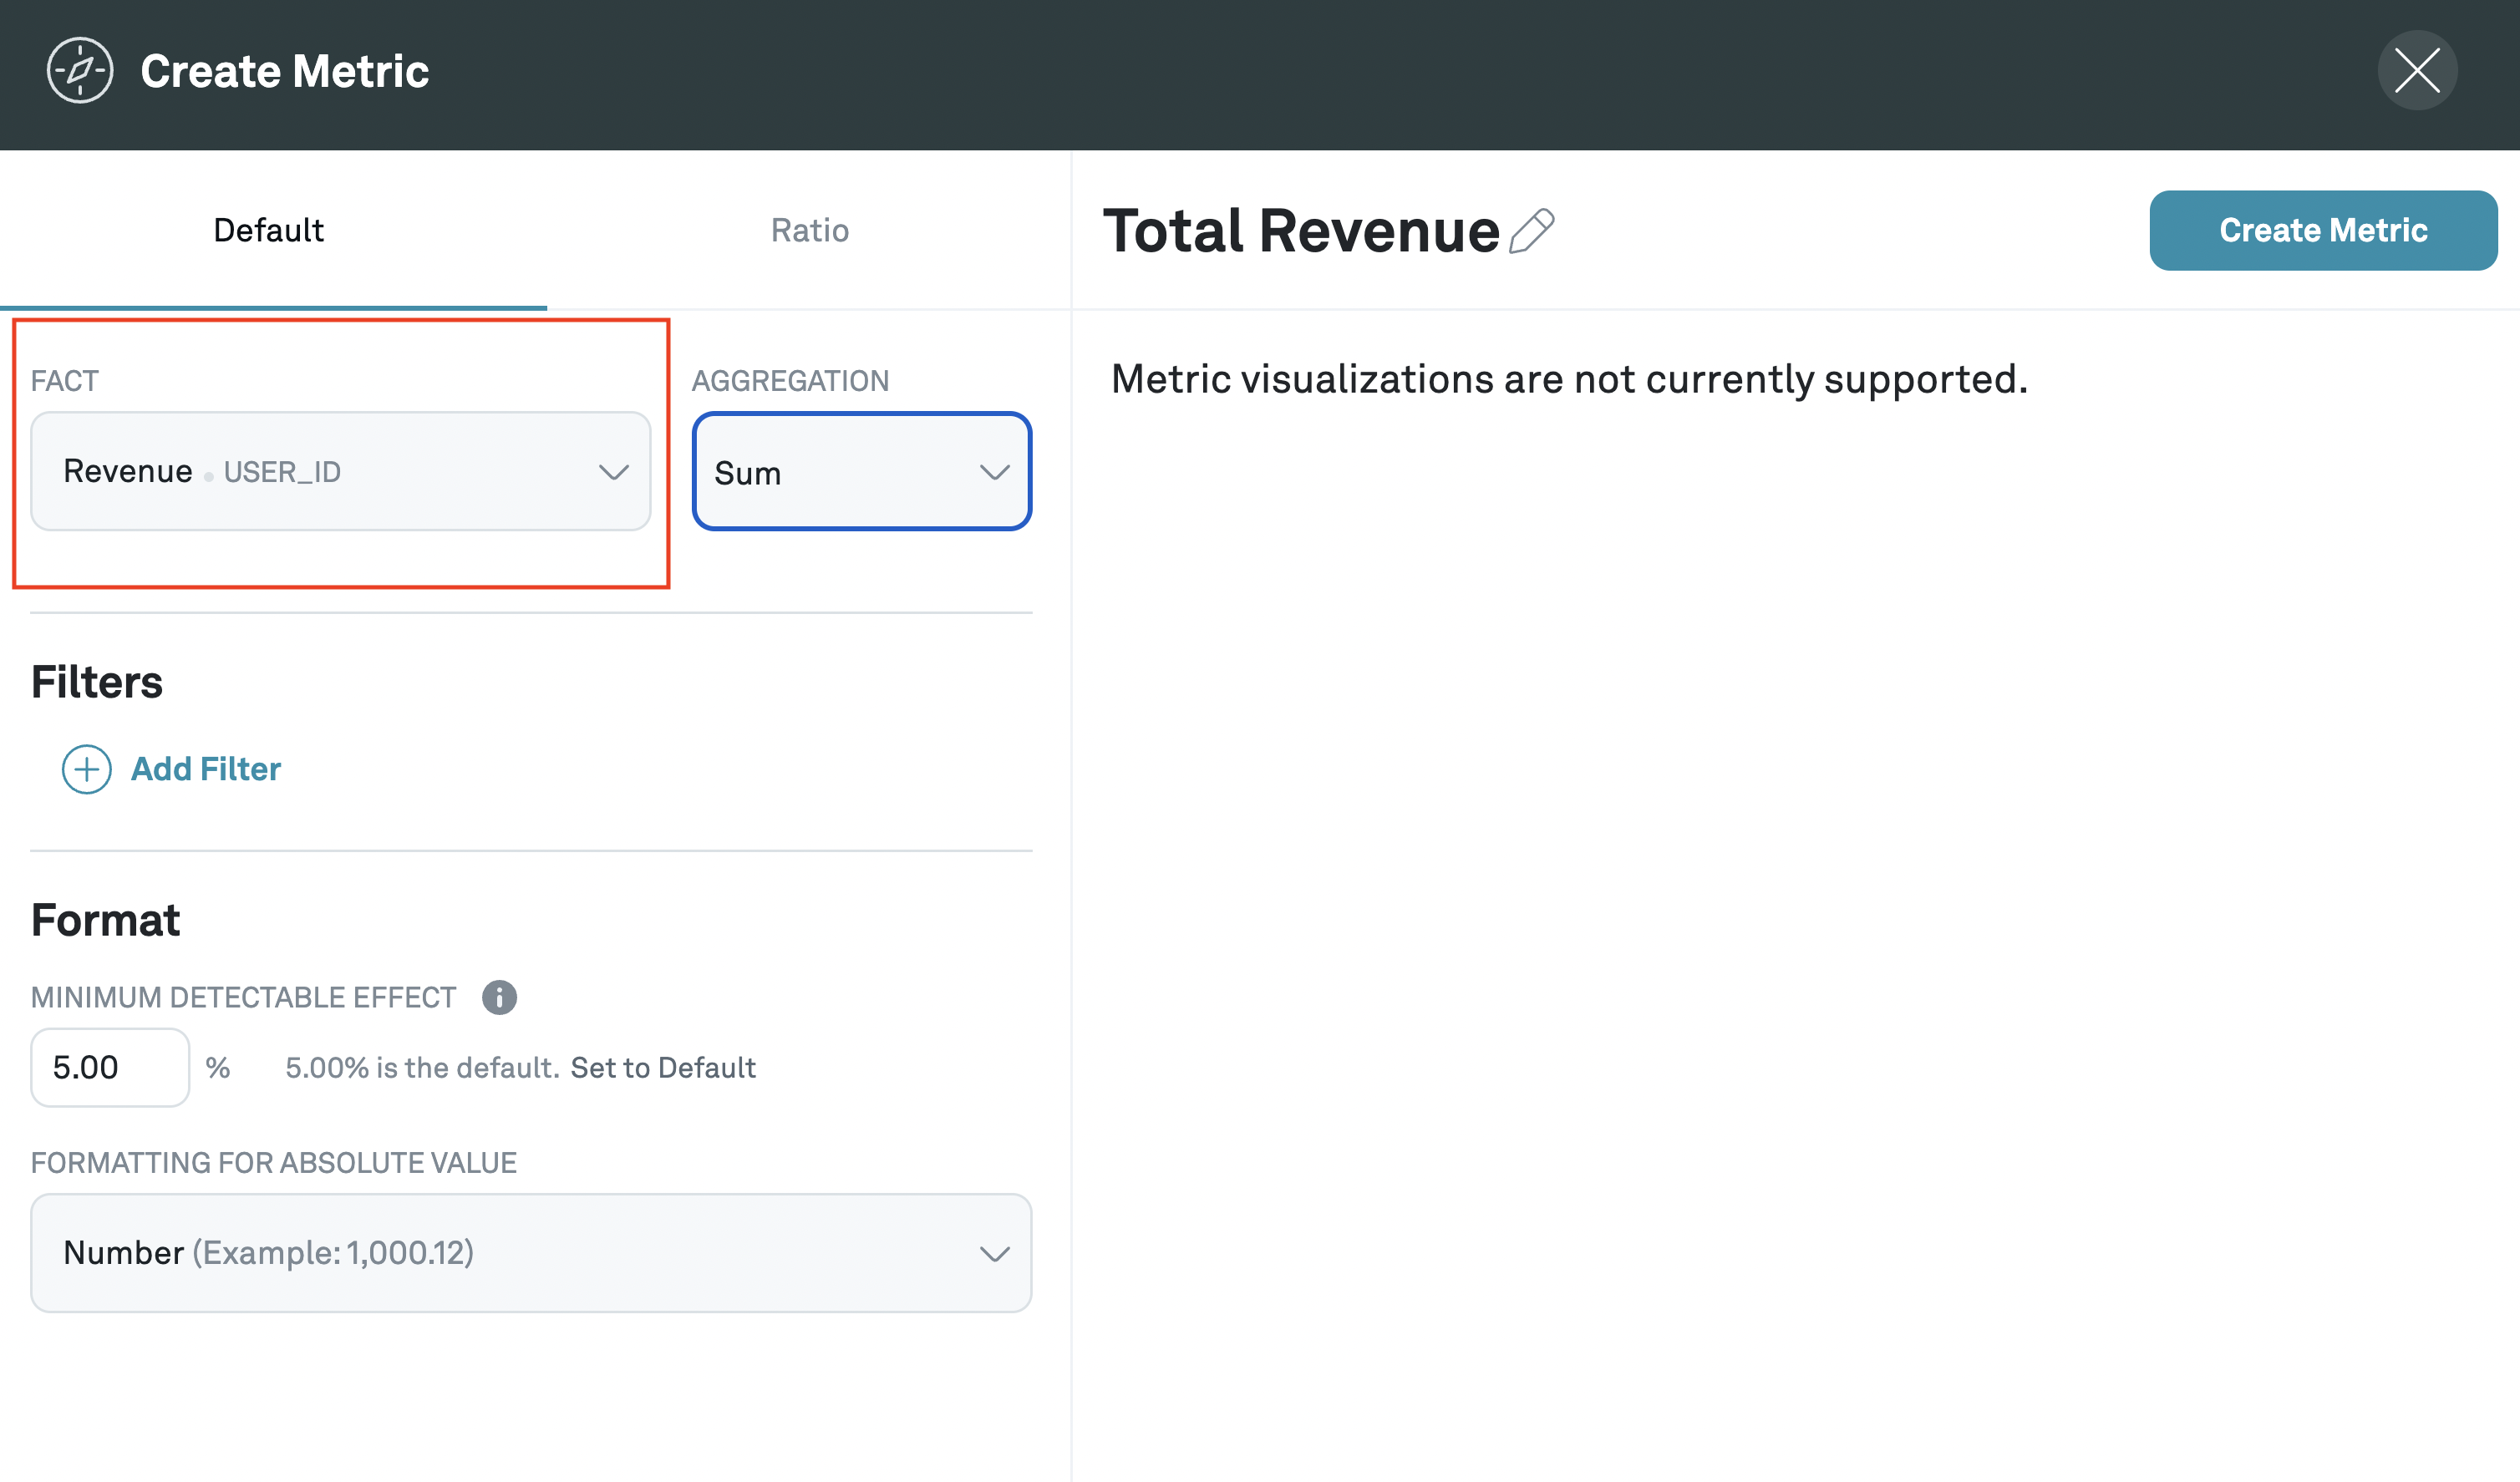 Create Metric
Default
Ratio
Total Revenue
Create Metric
FACT
AGGREGATION
Revenue USER_ID
Sum
Metric visualizations are not currently supported.
Filters
Add Filter
Format
MINIMUM DETECTABLE EFFECT
5.00 % 5.00% is the default. Set to Default
FORMATTING FOR ABSOLUTE VALUE
Number (Example: 1,000.12)